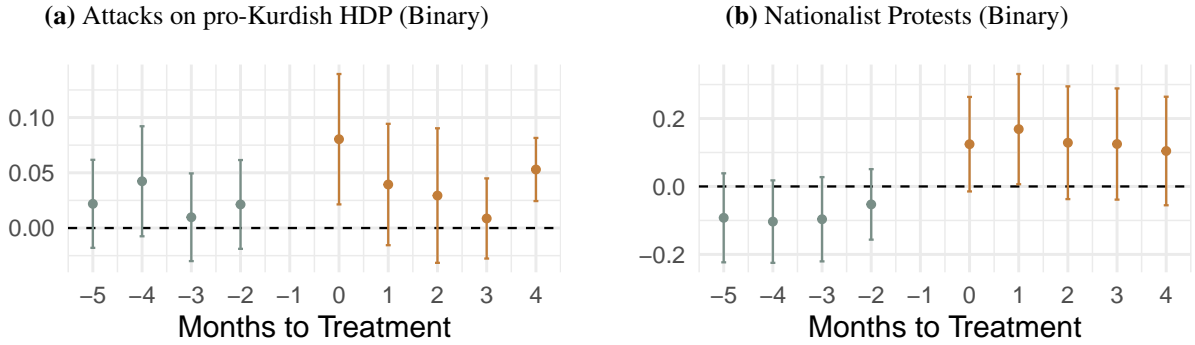 (a) Attacks on pro-Kurdish HDP (Binary)
0.10
0.05
0.00
−5 −4 −3 −2 −1 0 1 2 3 4
Months to Treatment
(b) Nationalist Protests (Binary)
0.2
0.0
−0.2
−5 −4 −3 −2 −1 0 1 2 3 4
Months to Treatment